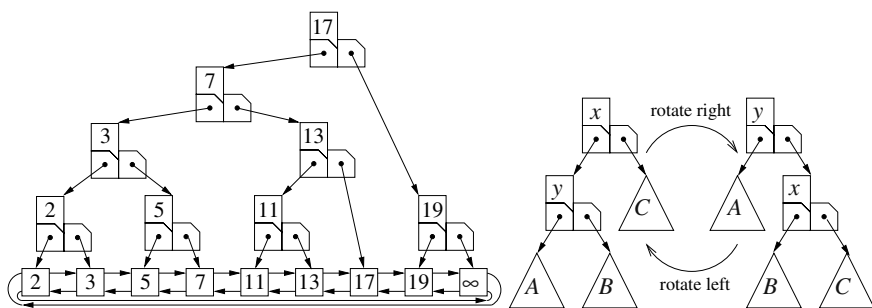 17
7
3 13
2 5 11 19
2 3 5 7 11 13 17 19 ∞
rotate right
x y
y C A x
A B B C
rotate left